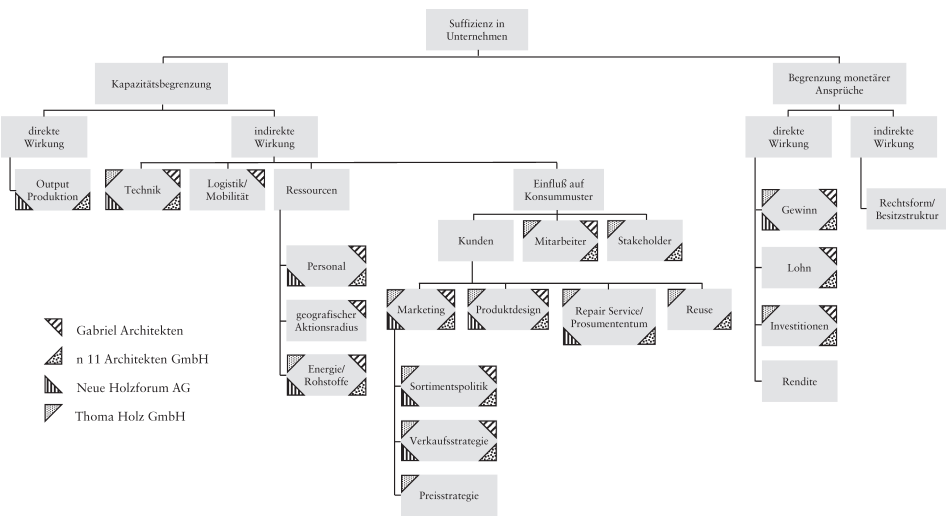 Suffizienz in
Unternehmen
Kapazitätsbegrenzung
Begrenzung monetärer
Ansprüche
direkte
Wirkung
indirekte
Wirkung
direkte
Wirkung
indirekte
Wirkung
Output
Produktion
Technik
Logistik/
Mobilität
Ressourcen
Einfluß auf
Konsummuster
Gewinn
Rechtsform/
Besitzstruktur
Kunden
Mitarbeiter
Stakeholder
Personal
Lohn
geografischer
Aktionsradius
Marketing
Produktdesign
Repair Service/
Prosumententum
Reuse
Investitionen
Energie/
Rohstoffe
Sortimentspolitik
Rendite
Verkaufsstrategie
Preisstrategie
Gabriel Architekten
n 11 Architekten GmbH
Neue Holzforum AG
Thoma Holz GmbH